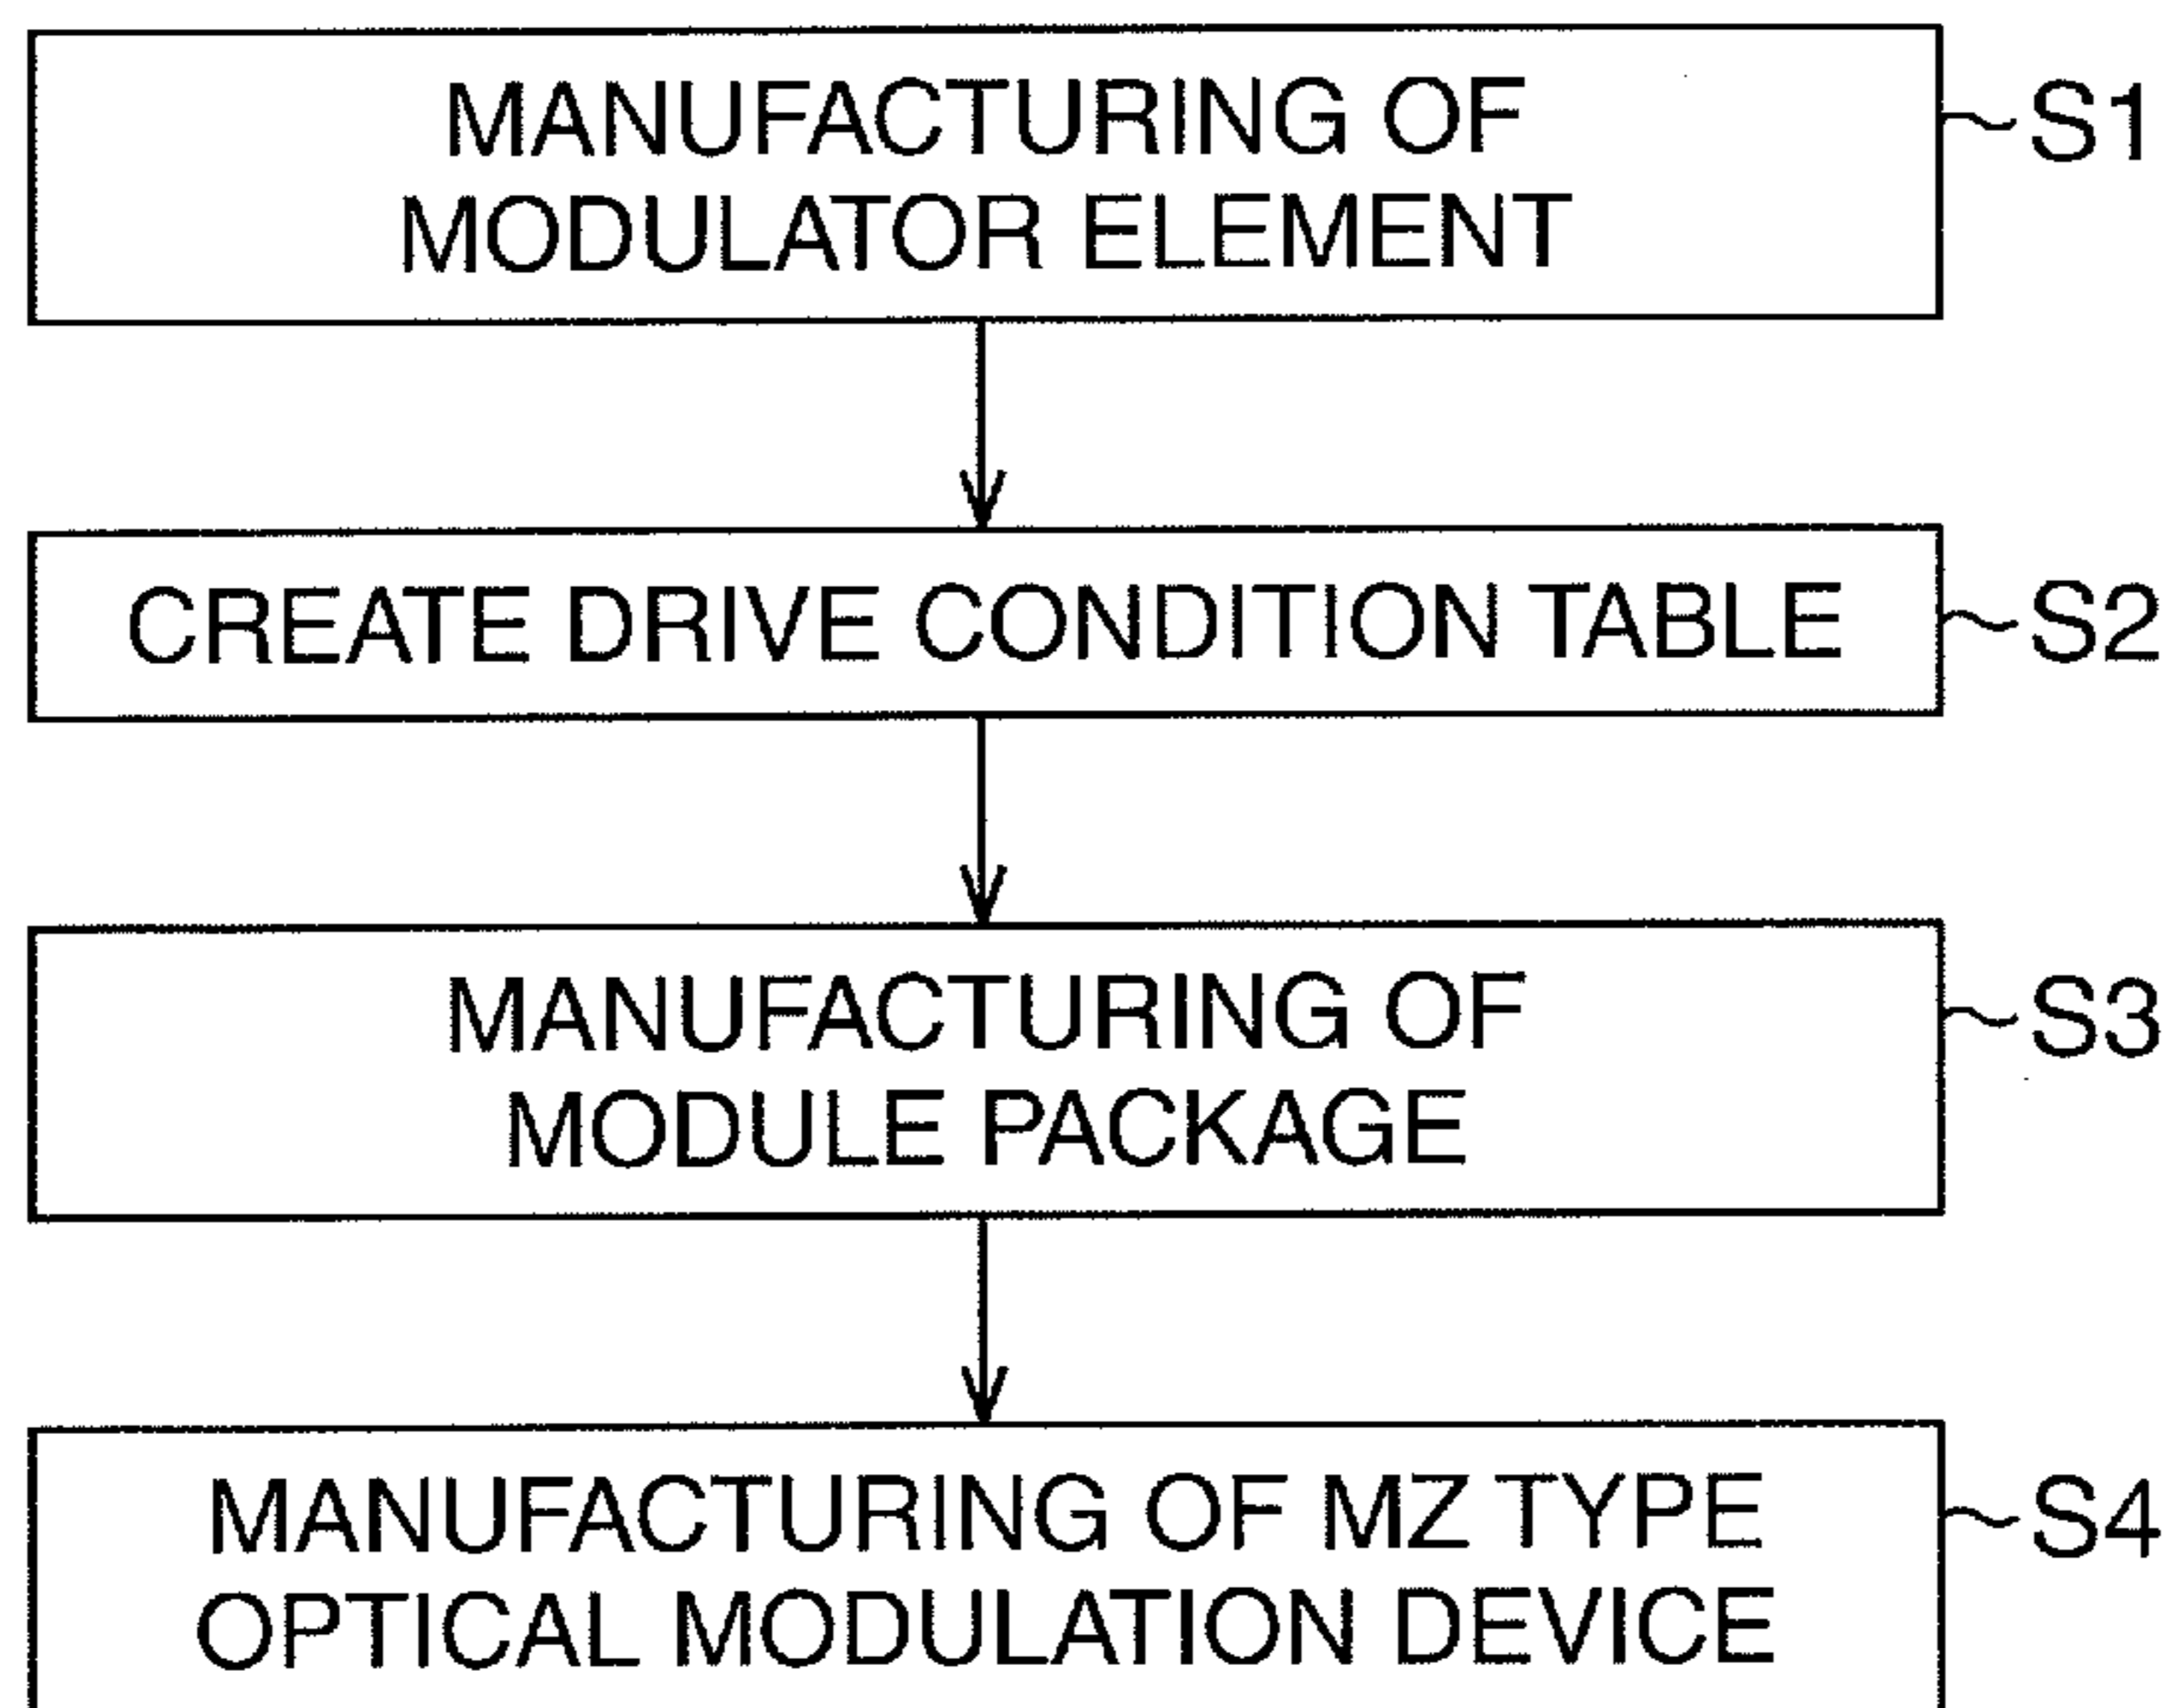 MANUFACTURING OF
MODULATOR ELEMENT
S1
CREATE DRIVE CONDITION TABLE
S2
MANUFACTURING OF
MODULE PACKAGE
S3
MANUFACTURING OF MZ TYPE
OPTICAL MODULATION DEVICE
S4